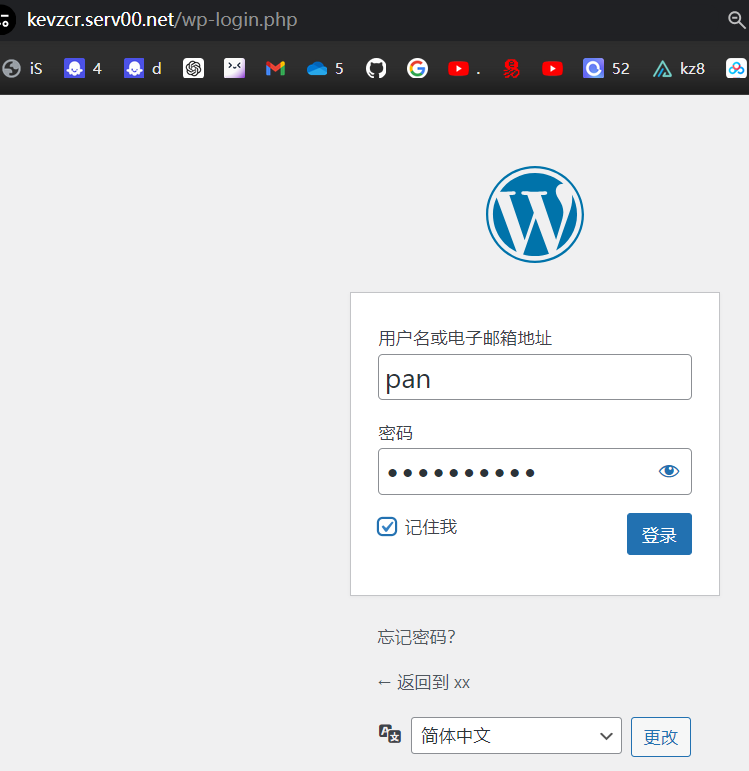 kevzcr.serv00.net/wp-login.php
iS 4 d 5 . 52 kz8
用户名或电子邮箱地址
pan
密码
记住我
登录
忘记密码？
← 返回到 xx
简体中文
更改